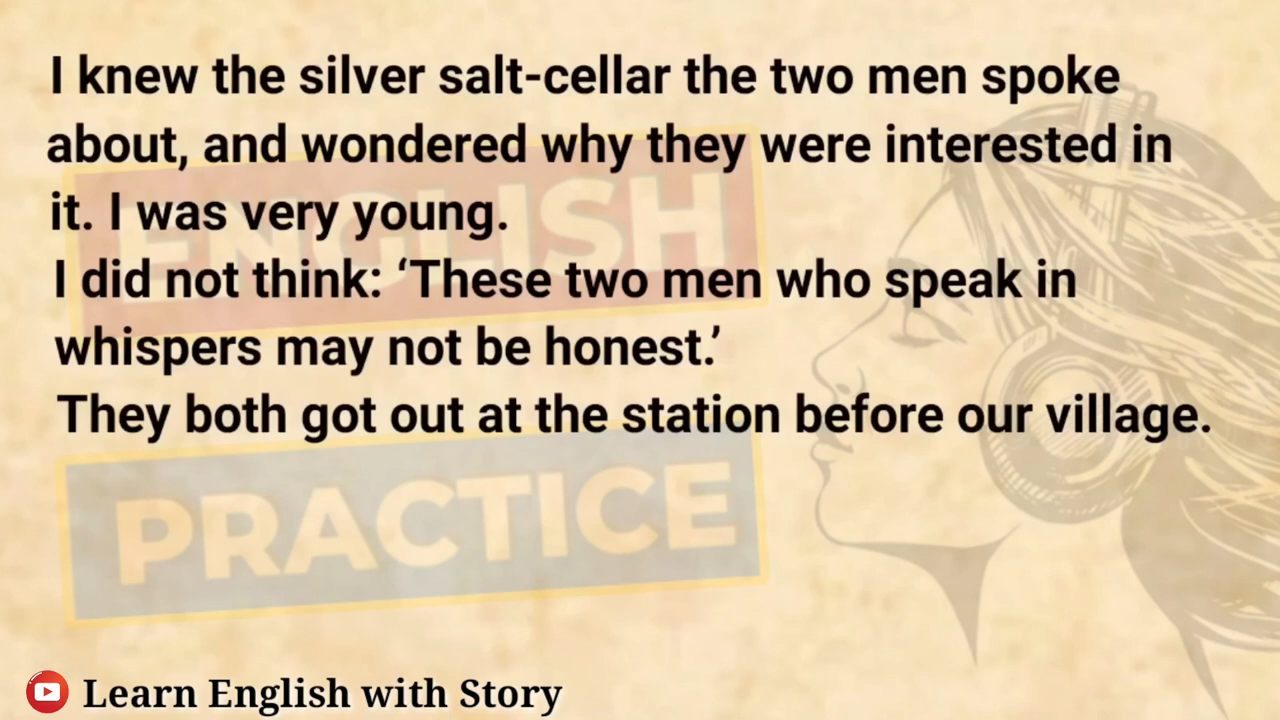 I knew the silver salt-cellar the two men spoke
about, and wondered why they were interested in
it. I was very young.
I did not think: ‘These two men who speak in
whispers may not be honest.’
They both got out at the station before our village.
ENGLISH
PRACTICE
Learn English with Story